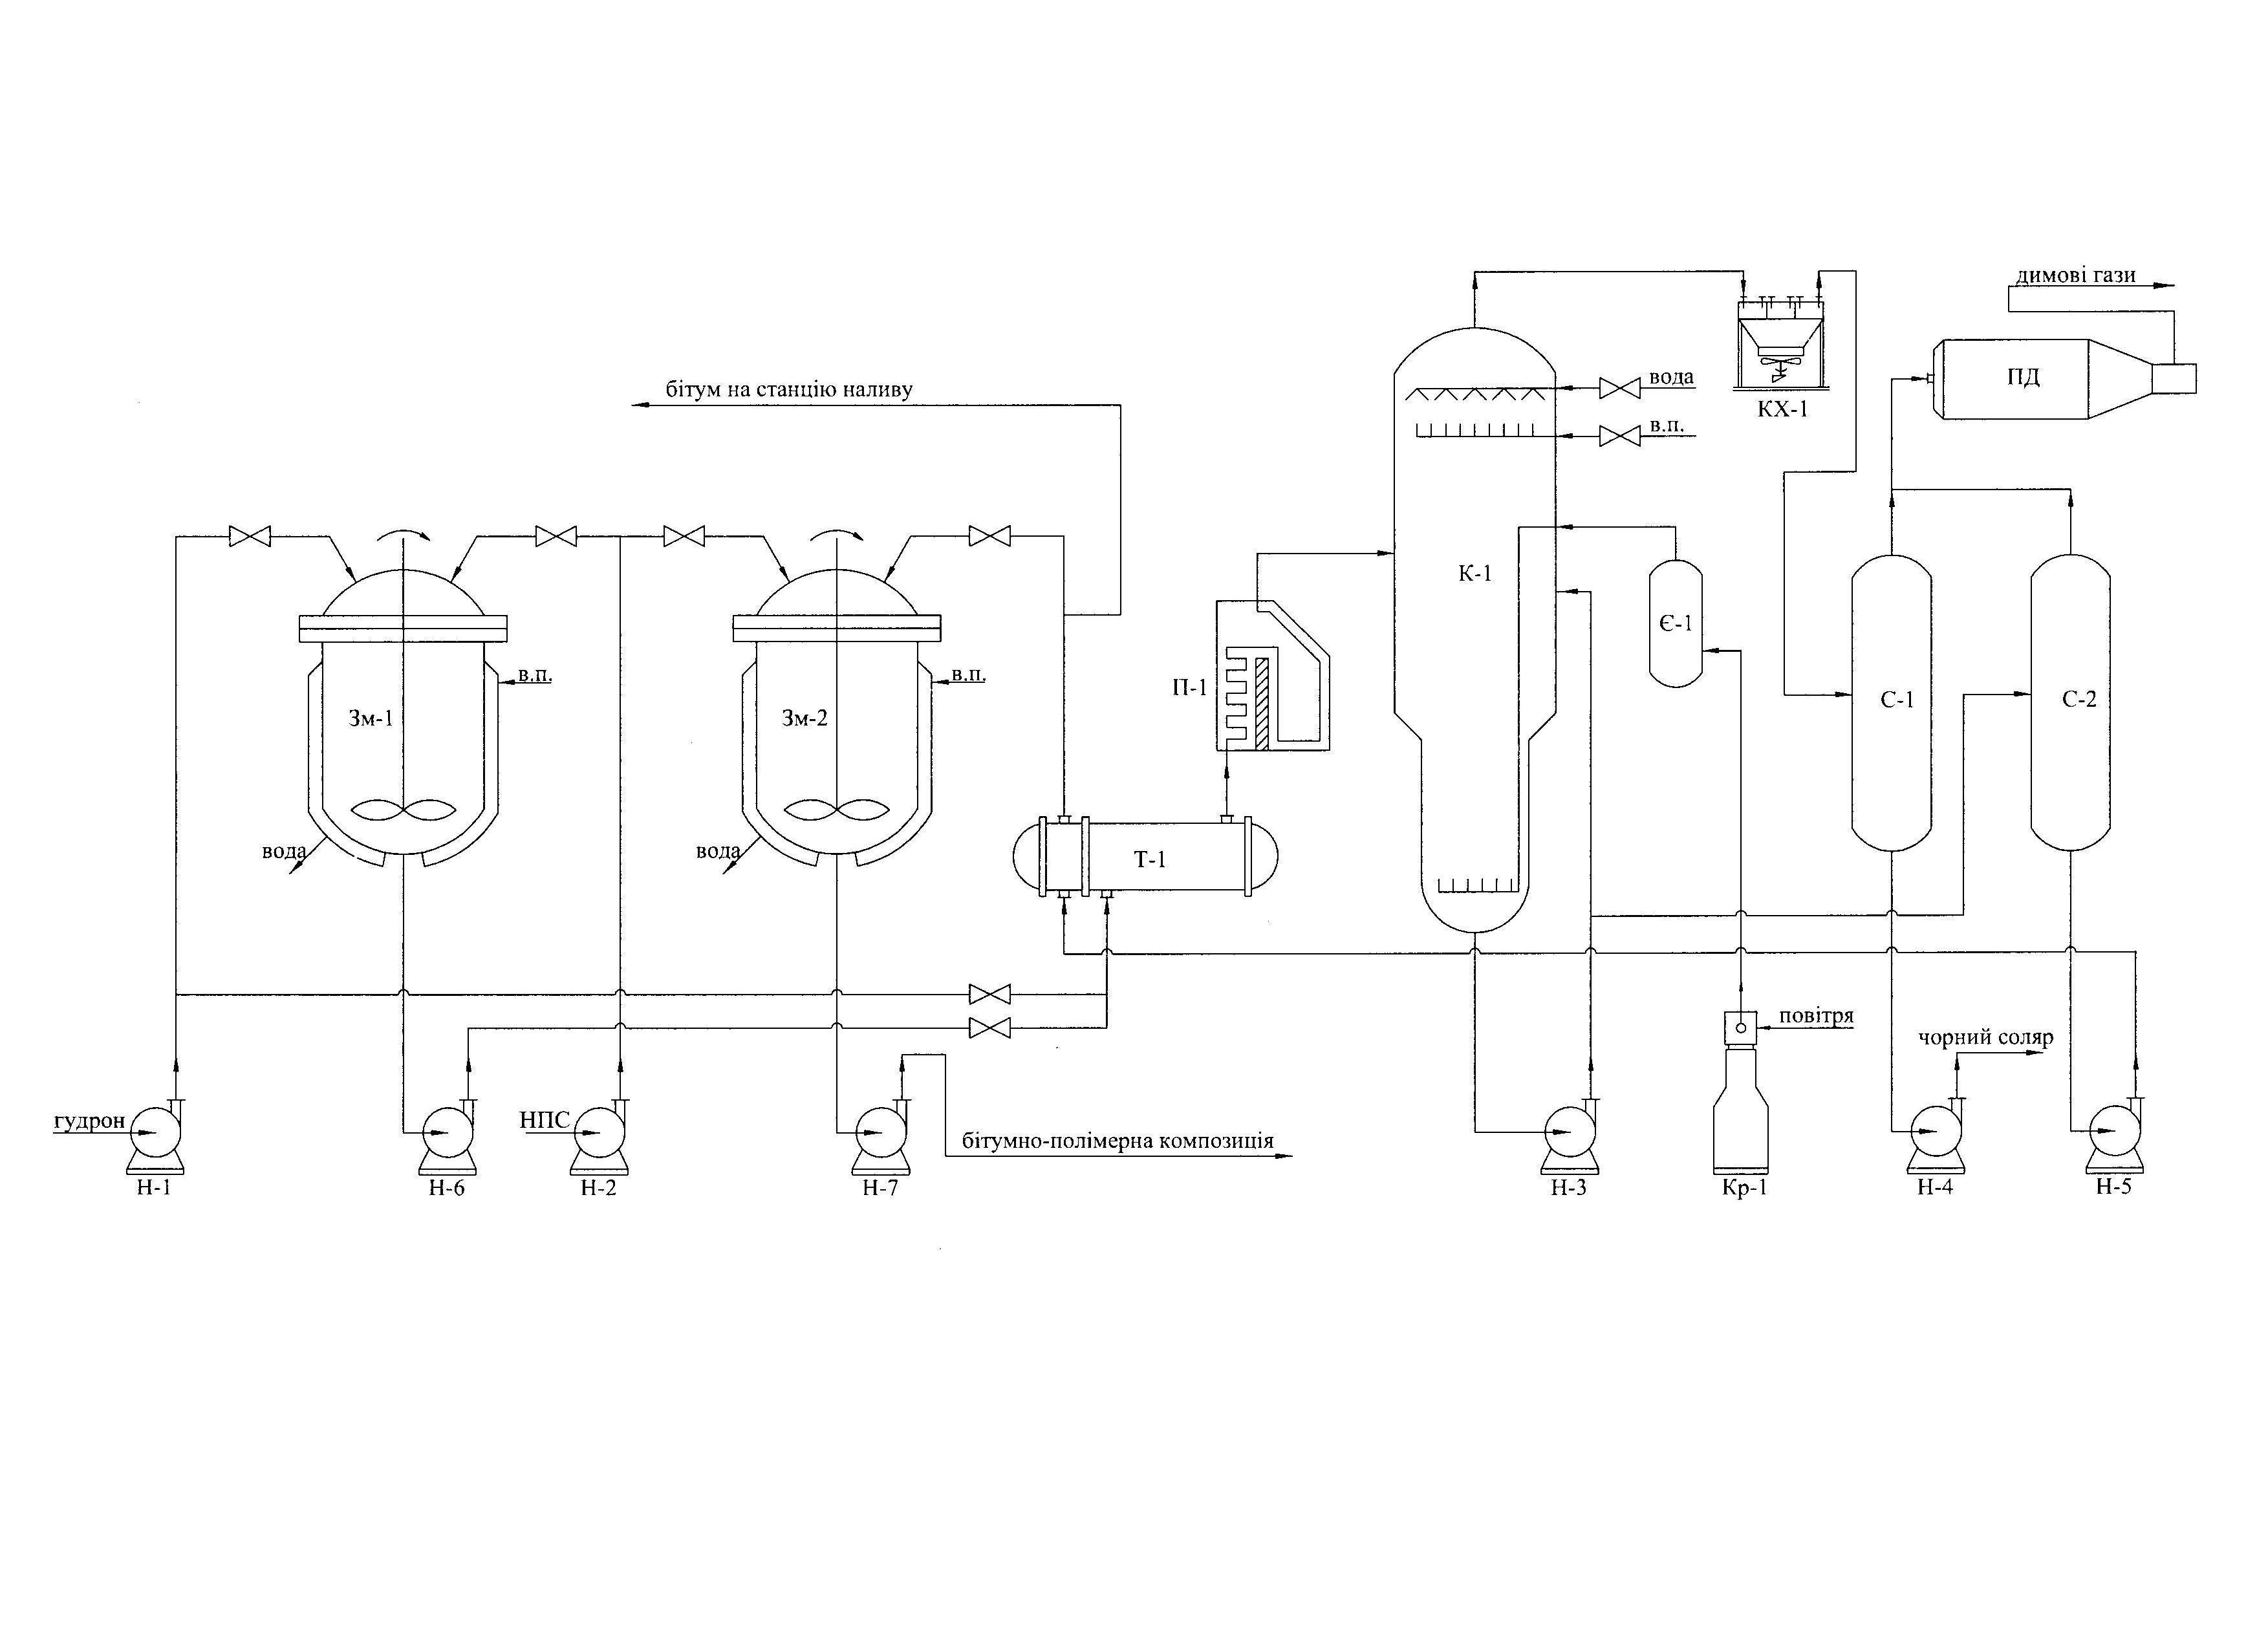 димові гази
ПД
бітум на станцію наливу
вода
КХ-1
в.п.
К-1
Є-1
в.п.
в.п.
П-1
С-1
С-2
Зм-1
Зм-2
вода
вода
Т-1
повітря
чорний соляр
гудрон
НПС
бітумно-полімерна композиція
Н-1
Н-6
Н-2
Н-7
Н-3
Кр-1
Н-4
Н-5